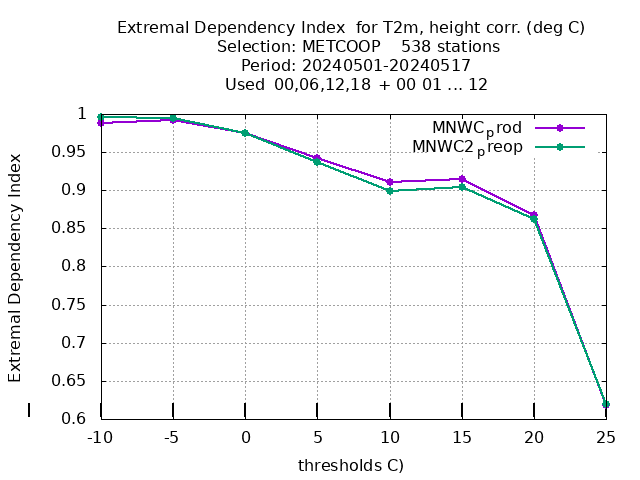 Extremal Dependency Index  for T2m, height corr. (deg C)
Selection: METCOOP    538 stations
Period: 20240501-20240517
Used  00,06,12,18  + 00 01 ... 12
MNWC_prod
MNWC2_preop
Extremal Dependency Index
1
0.95
0.9
0.85
0.8
0.75
0.7
0.65
0.6
-10 -5 0 5 10 15 20 25
thresholds C)